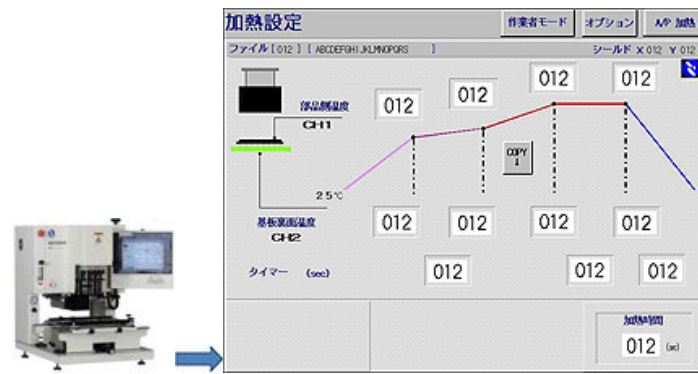 加熱設定 作業者モード オプション A/P 加熱
ファイル [ 012 ] [ ABCDEFGHIJKLMNOPQRS ] シールド X 012 Y 012
012 012
012 012
部品側温度
CH1
COPY
25℃
012 012 012 012
基板裏面温度
CH2
タイマー (sec) 012 012 012
加熱時間
012 (sec)